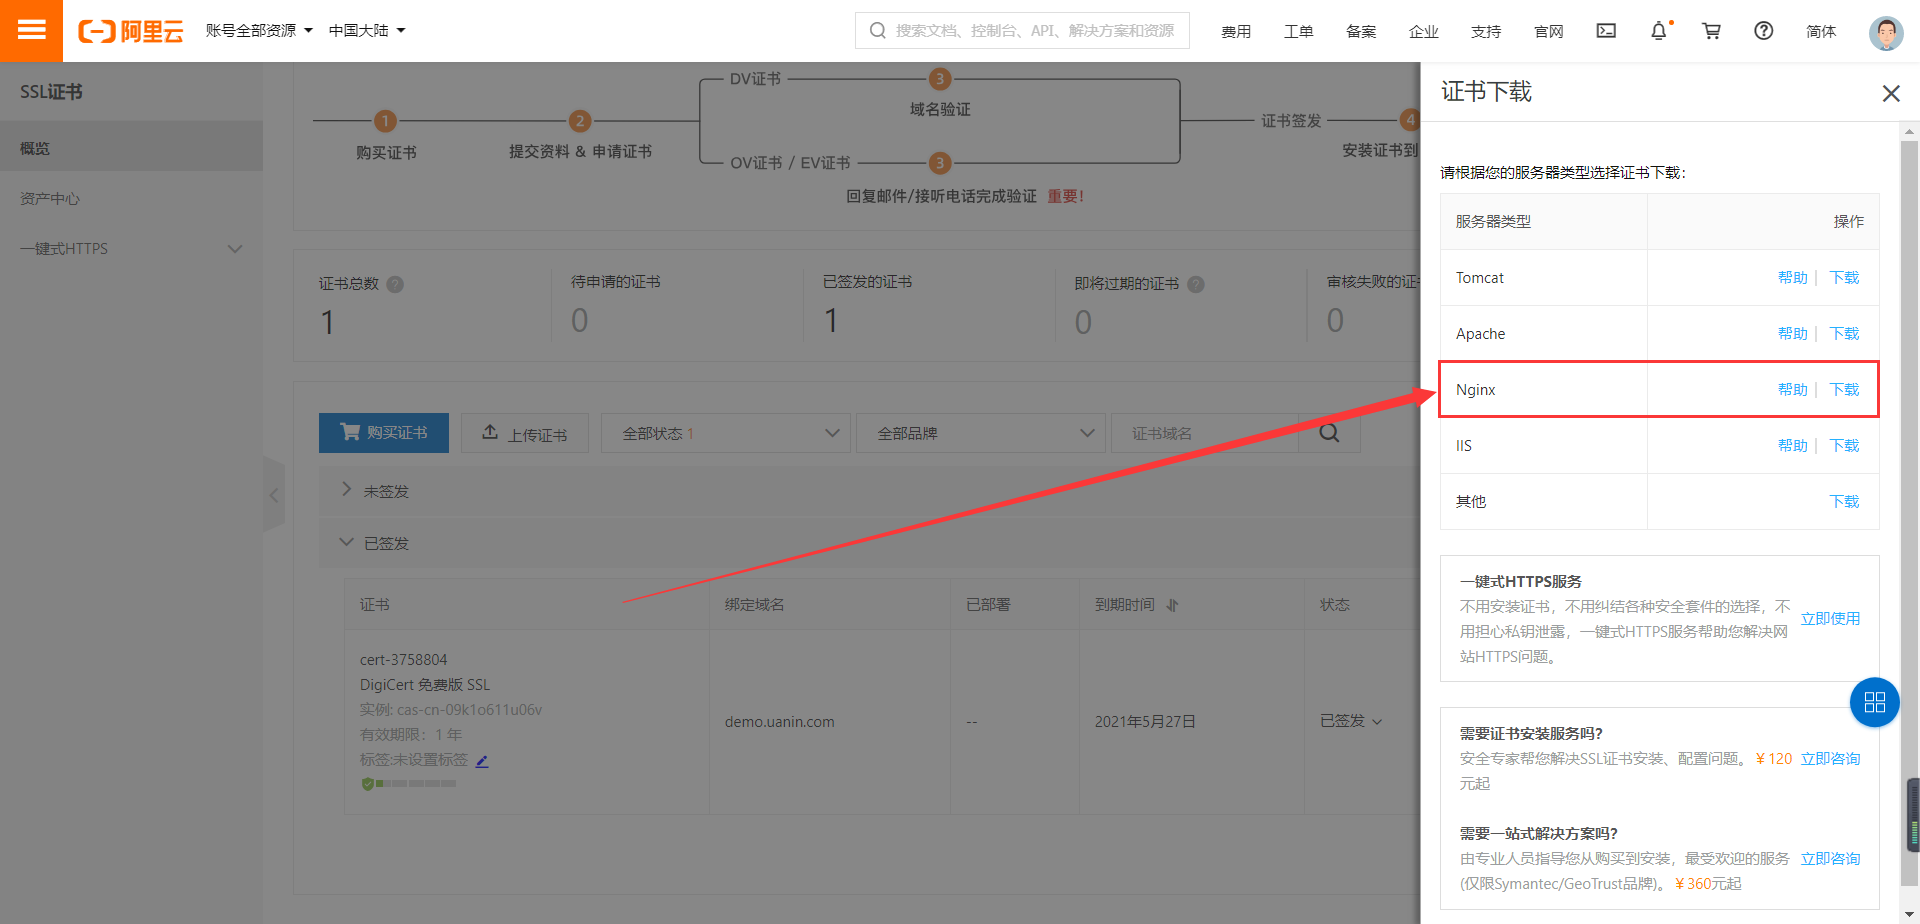 阿里云
账号全部资源
中国大陆
搜索文档、控制台、API、解决方案和资源
费用
工单
备案
企业
支持
官网
简体
SSL证书
概览
资产中心
一键式HTTPS
1
购买证书
2
提交资料 & 申请证书
DV证书
3
域名验证
OV证书 / EV证书
3
回复邮件/接听电话完成验证 重要!
证书签发
4
安装证书到
证书总数 ?
1
待申请的证书
0
已签发的证书
1
即将过期的证书 ?
0
审核失败的证
0
购买证书
上传证书
全部状态 1
全部品牌
证书域名
未签发
已签发
证书
绑定域名
已部署
到期时间
状态
cert-3758804
DigiCert 免费版 SSL
实例: cas-cn-09k1o611u06v
有效期限: 1 年
标签:未设置标签
demo.uanin.com
--
2021年5月27日
已签发
证书下载
请根据您的服务器类型选择证书下载:
服务器类型 操作
Tomcat 帮助 | 下载
Apache 帮助 | 下载
Nginx 帮助 | 下载
IIS 帮助 | 下载
其他 下载
一键式HTTPS服务
不用安装证书，不用纠结各种安全套件的选择，不
用担心私钥泄露，一键式HTTPS服务帮助您解决网
站HTTPS问题。
立即使用
需要证书安装服务吗?
安全专家帮您解决SSL证书安装、配置问题。 ¥120
元起
立即咨询
需要一站式解决方案吗?
由专业人员指导您从购买到安装，最受欢迎的服务
(仅限Symantec/GeoTrust品牌)。 ¥360元起
立即咨询